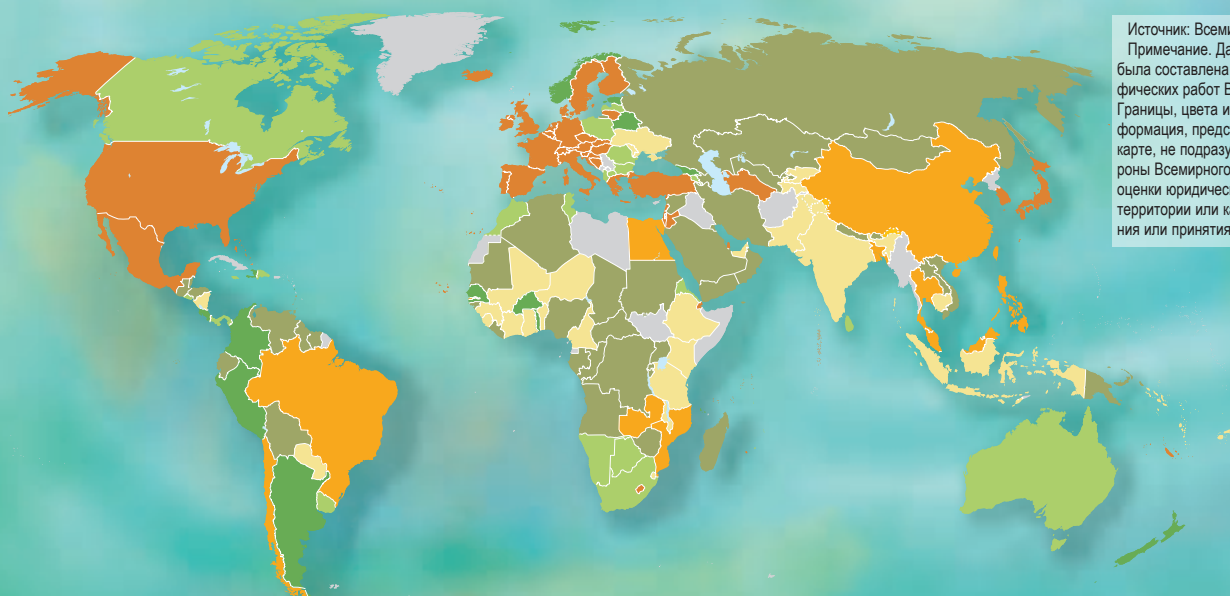 Источник: Всеми
Примечание. Да
была составлена
фических работ В
Границы, цвета и
формация, предс
карте, не подразу
роны Всемирного
оценки юридичес
территории или к
ния или принятия